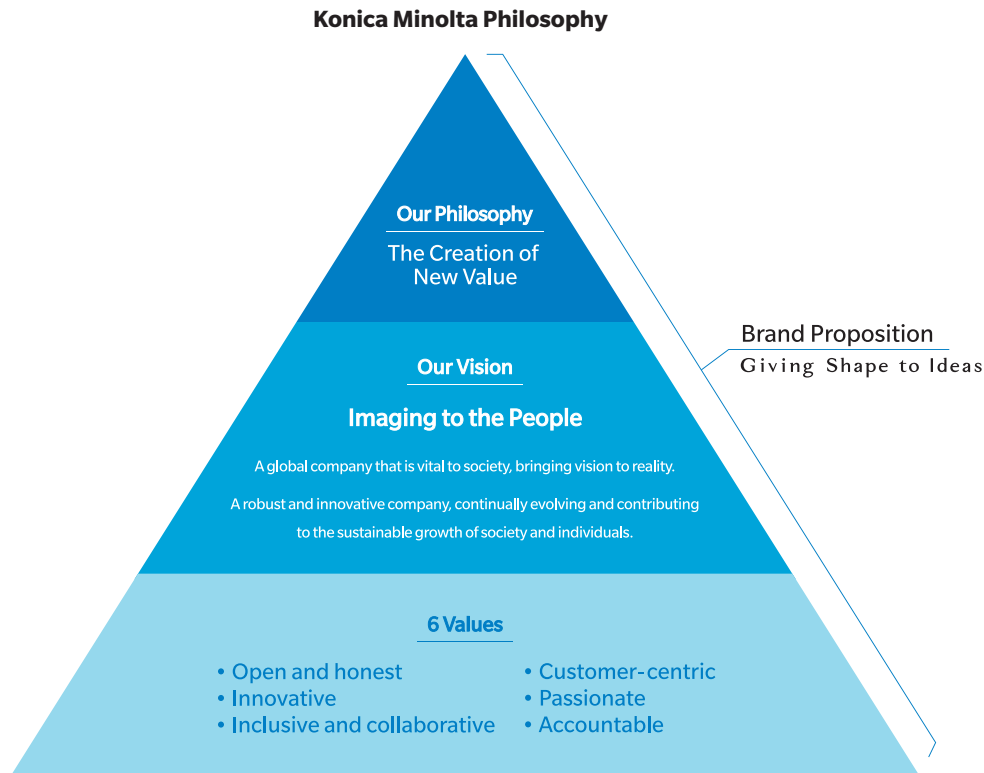 Konica Minolta Philosophy
Our Philosophy
The Creation of
New Value
Our Vision
Imaging to the People
A global company that is vital to society, bringing vision to reality.
A robust and innovative company, continually evolving and contributing
to the sustainable growth of society and individuals.
Brand Proposition
Giving Shape to Ideas
6 Values
• Open and honest
• Innovative
• Inclusive and collaborative
• Customer-centric
• Passionate
• Accountable